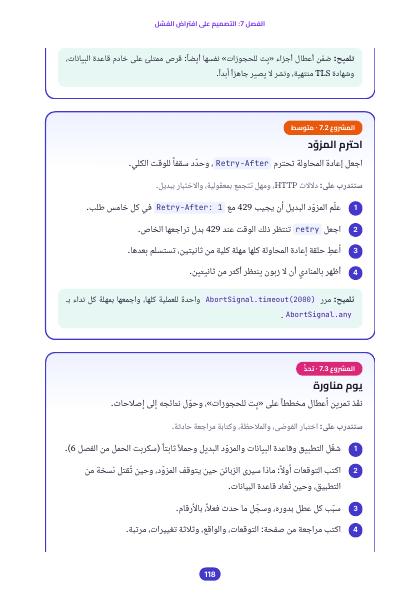 الفصل 7: التصميم على افتراض الفشل
تلميح: ضمّن أعطال أجزاء «بِت للحجوزات» نفسها أيضاً: قرص ممتلئ على خادم قاعدة البيانات،
وشهادة TLS منتهية، ونشر لا يصير جاهزاً أبداً.
المشروع 7.2 · متوسط
احترم المزوّد
اجعل إعادة المحاولة تحترم Retry-After، وحدّد سقفاً للوقت الكلي.
ستتدرب على: دلالات HTTP، ومهل تتجمع بمعقولية، والاختبار ببديل.
1 علّم المزوّد البديل أن يجيب 429 مع Retry-After: 1 في كل خامس طلب.
2 اجعل retry تنتظر ذلك الوقت عند 429 بدل تراجعها الخاص.
3 أعطِ حلقة إعادة المحاولة كلها مهلة كلية من ثانيتين، تستسلم بعدها.
4 أظهر بالمنادي أن لا زبون ينتظر أكثر من ثانيتين.
تلميح: مرر AbortSignal.timeout(2000) واحدة للعملية كلها، واجمعها بمهلة كل نداء بـ
AbortSignal.any.
المشروع 7.3 · تحدٍّ
يوم مناورة
نفّذ تمرين أعطال مخططاً على «بِت للحجوزات»، وحوّل نتائجه إلى إصلاحات.
ستتدرب على: اختبار الفوضى، والملاحظة، وكتابة مراجعة حادثة.
1 شغّل التطبيق وقاعدة البيانات والمزوّد البديل وحملاً ثابتاً (سكربت الحمل من الفصل 6).
2 اكتب التوقعات أولاً: ماذا سيرى الزبائن حين يتوقف المزوّد، وحين تُقتل نسخة من
التطبيق، وحين تُعاد قاعدة البيانات.
3 سبّب كل عطل بدوره، وسجّل ما حدث فعلاً، بالأرقام.
4 اكتب مراجعة من صفحة: التوقعات، والواقع، وثلاثة تغييرات، مرتبة.
118